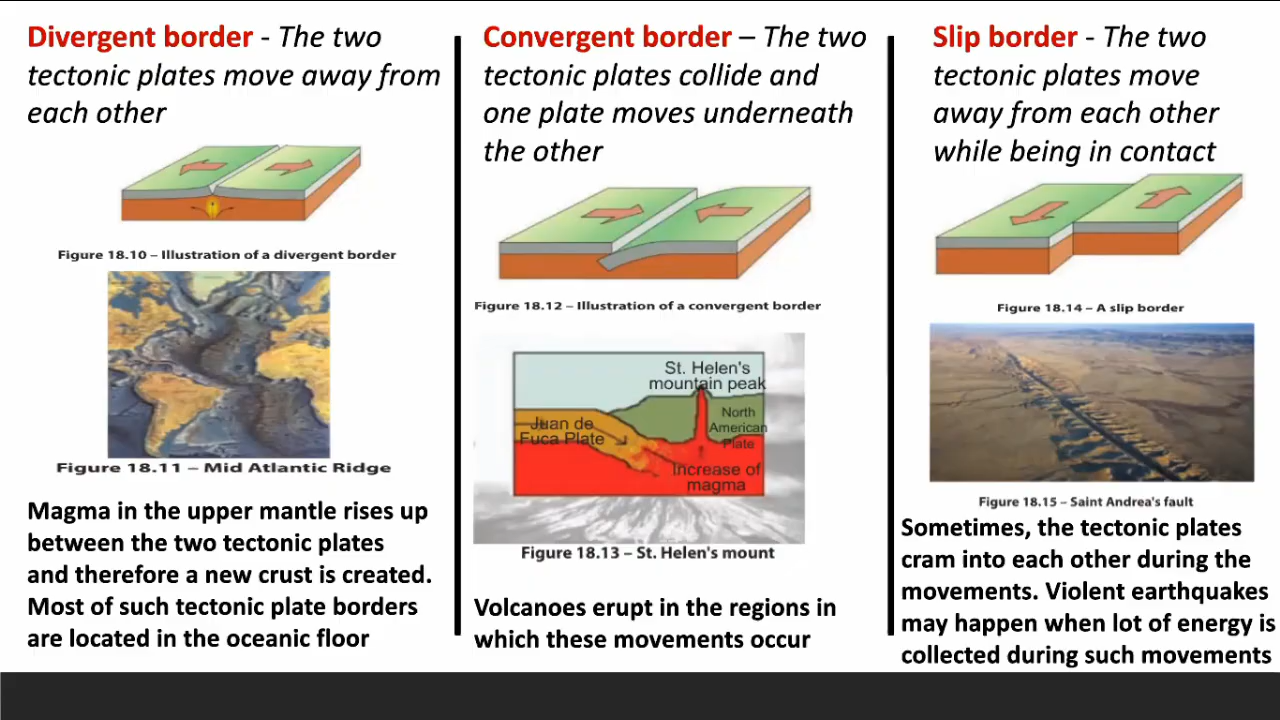 Divergent border - The two
tectonic plates move away from
each other
Figure 18.10 – Illustration of a divergent border
Figure 18.11 – Mid Atlantic Ridge
Magma in the upper mantle rises up
between the two tectonic plates
and therefore a new crust is created.
Most of such tectonic plate borders
are located in the oceanic floor
Convergent border – The two
tectonic plates collide and
one plate moves underneath
the other
Figure 18.12 – Illustration of a convergent border
St. Helen's
mountain peak
Juan de
Fuca Plate
North
American
Plate
Increase of
magma
Figure 18.13 – St. Helen's mount
Volcanoes erupt in the regions in
which these movements occur
Slip border - The two
tectonic plates move
away from each other
while being in contact
Figure 18.14 – A slip border
Figure 18.15 – Saint Andrea's fault
Sometimes, the tectonic plates
cram into each other during the
movements. Violent earthquakes
may happen when lot of energy is
collected during such movements